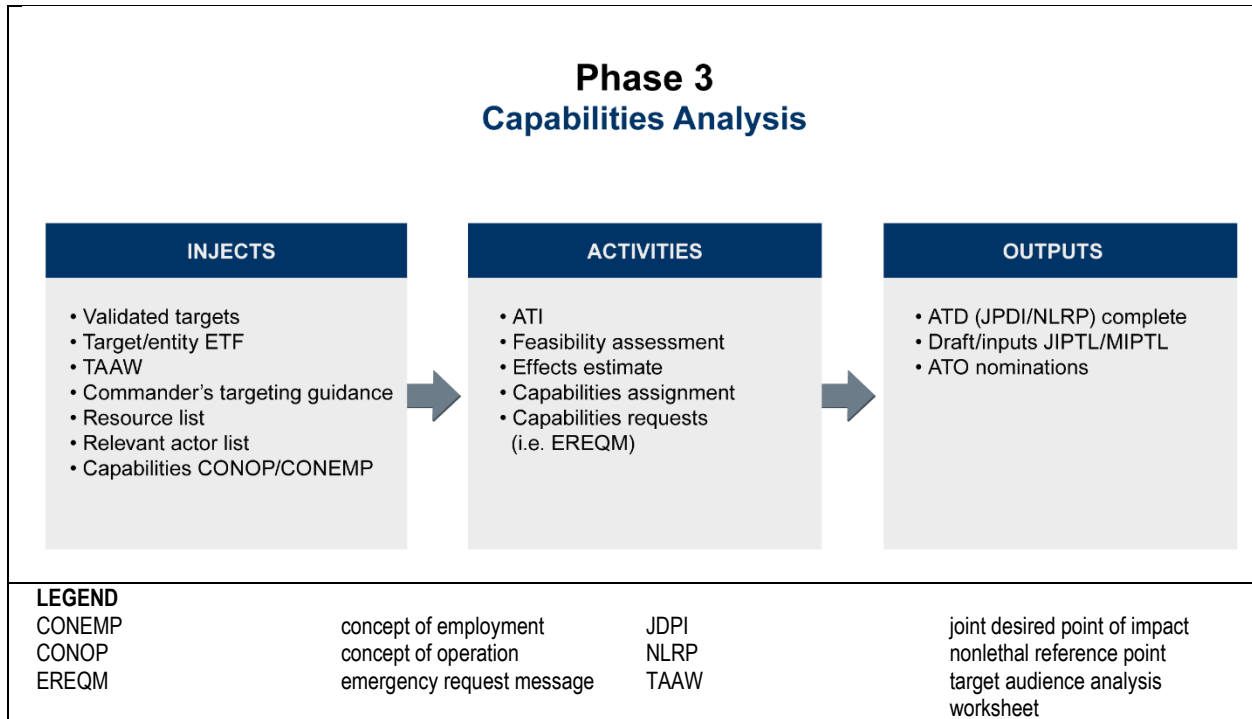 Phase 3
Capabilities Analysis
INJECTS
• Validated targets
• Target/entity ETF
• TAAW
• Commander's targeting guidance
• Resource list
• Relevant actor list
• Capabilities CONOP/CONEMP
ACTIVITIES
• ATI
• Feasibility assessment
• Effects estimate
• Capabilities assignment
• Capabilities requests
(i.e. EREQM)
OUTPUTS
• ATD (JPDI/NLRP) complete
• Draft/inputs JIPTL/MIPTL
• ATO nominations
LEGEND
CONEMP concept of employment JDPI joint desired point of impact
CONOP concept of operation NLRP nonlethal reference point
EREQM emergency request message TAAW target audience analysis
worksheet